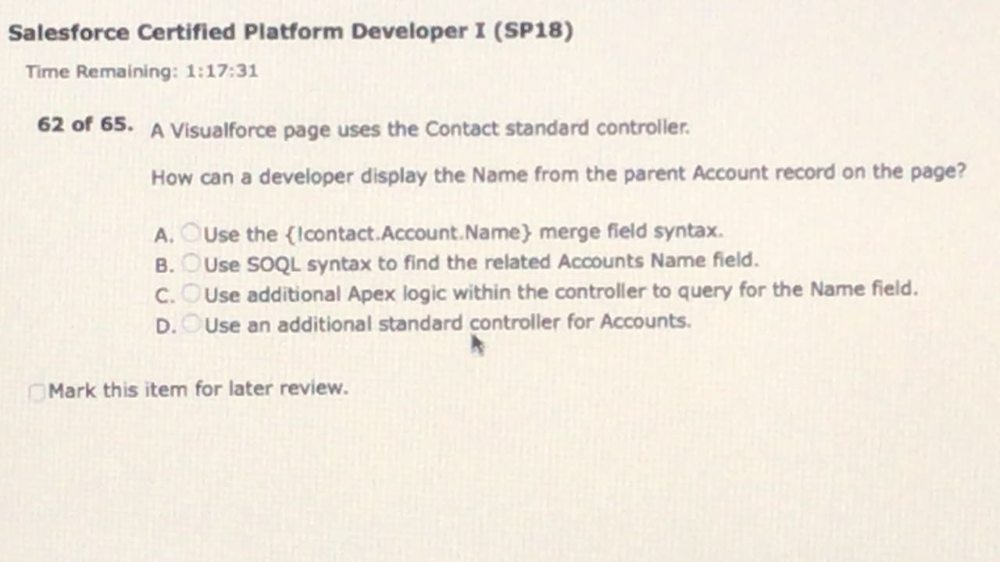 Salesforce Certified Platform Developer I (SP18)
Time Remaining: 1:17:31
62 of 65. A Visualforce page uses the Contact standard controller.
How can a developer display the Name from the parent Account record on the page?
A. Use the {!contact.Account.Name} merge field syntax.
B. Use SOQL syntax to find the related Accounts Name field.
C. Use additional Apex logic within the controller to query for the Name field.
D. Use an additional standard controller for Accounts.
Mark this item for later review.